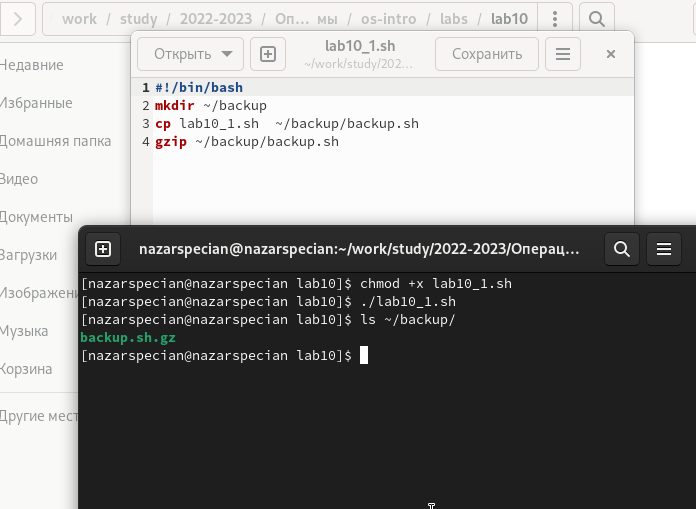 work / study / 2022-2023 / Оп… мы / os-intro / labs / lab10
Недавние
Избранные
Домашняя папка
Видео
Документы
Загрузки
Изображени
Музыка
Корзина
Другие мест
Открыть
lab10_1.sh
~/work/study/202…
Сохранить
1 #!/bin/bash
2 mkdir ~/backup
3 cp lab10_1.sh  ~/backup/backup.sh
4 gzip ~/backup/backup.sh
nazarspecian@nazarspecian:~/work/study/2022-2023/Операц…
[nazarspecian@nazarspecian lab10]$ chmod +x lab10_1.sh
[nazarspecian@nazarspecian lab10]$ ./lab10_1.sh
[nazarspecian@nazarspecian lab10]$ ls ~/backup/
backup.sh.gz
[nazarspecian@nazarspecian lab10]$